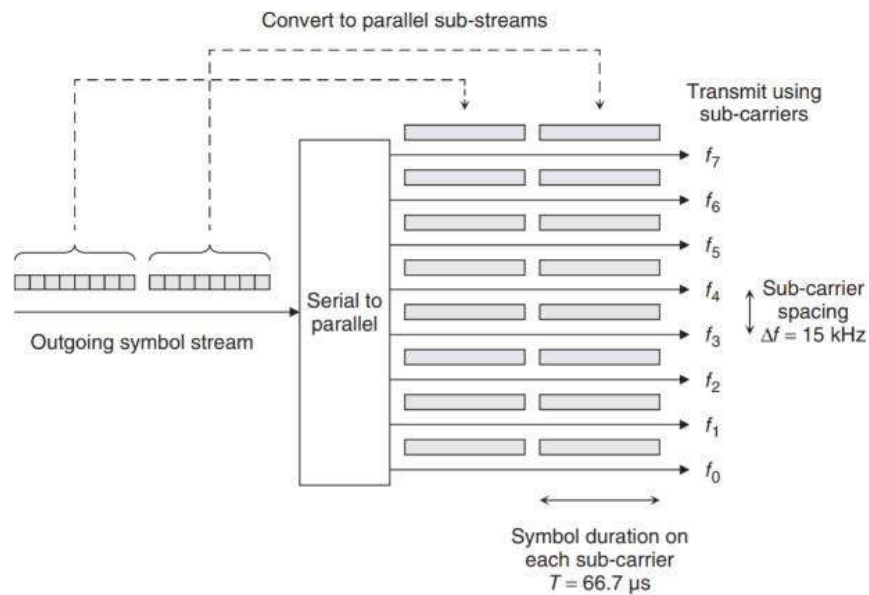 Convert to parallel sub-streams
Transmit using
sub-carriers
f7
f6
f5
f4
f3
f2
f1
f0
Serial to
parallel
Outgoing symbol stream
Sub-carrier
spacing
Δf = 15 kHz
Symbol duration on
each sub-carrier
T = 66.7 μs